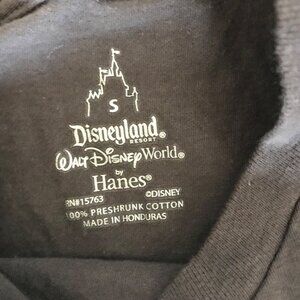 S
Disneyland
RESORT®
Walt Disney World®
by
Hanes®
RN#15763 ©DISNEY
100% PRESHRUNK COTTON
MADE IN HONDURAS